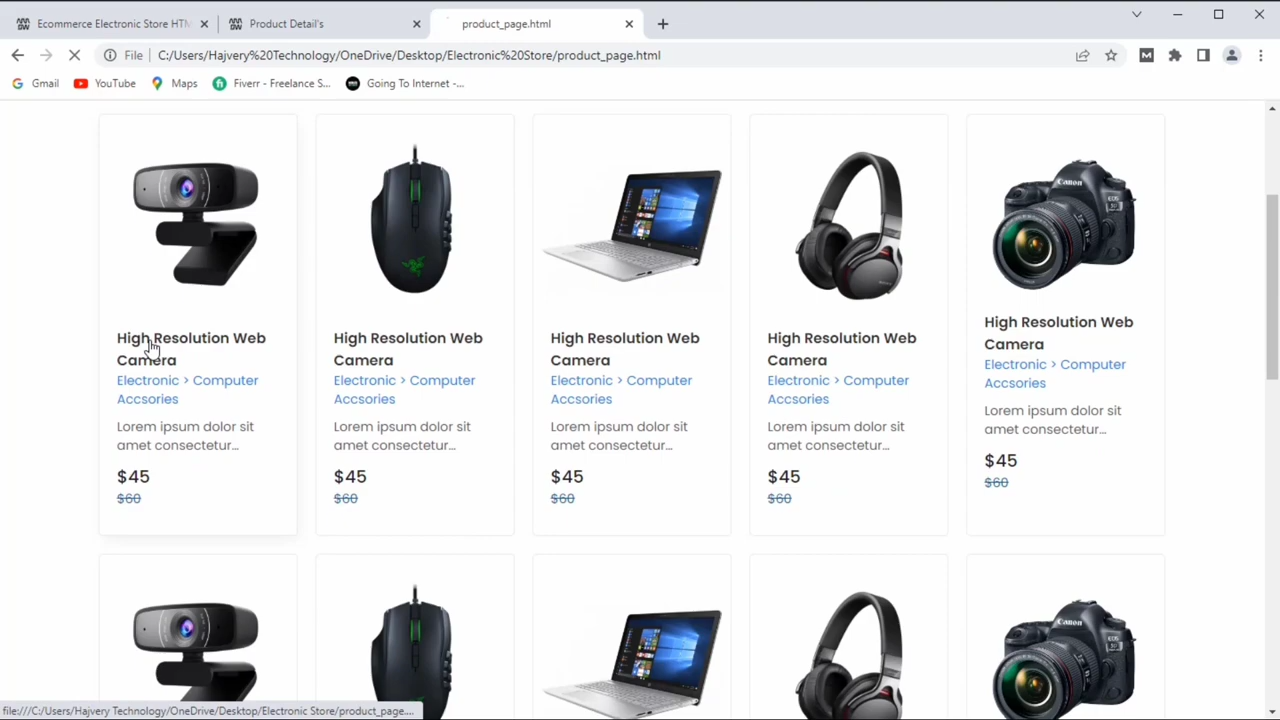 Ecommerce Electronic Store HTM
Product Detail's
product_page.html
File
C:/Users/Hajvery%20Technology/OneDrive/Desktop/Electronic%20Store/product_page.html
Gmail
YouTube
Maps
Fiverr - Freelance S...
Going To Internet -...
High Resolution Web
Camera
Electronic > Computer
Accsories
Lorem ipsum dolor sit
amet consectetur...
$45
$60
High Resolution Web
Camera
Electronic > Computer
Accsories
Lorem ipsum dolor sit
amet consectetur...
$45
$60
High Resolution Web
Camera
Electronic > Computer
Accsories
Lorem ipsum dolor sit
amet consectetur...
$45
$60
High Resolution Web
Camera
Electronic > Computer
Accsories
Lorem ipsum dolor sit
amet consectetur...
$45
$60
Canon
High Resolution Web
Camera
Electronic > Computer
Accsories
Lorem ipsum dolor sit
amet consectetur...
$45
$60
Canon
file:///C:/Users/Hajvery Technology/OneDrive/Desktop/Electronic Store/product_page....